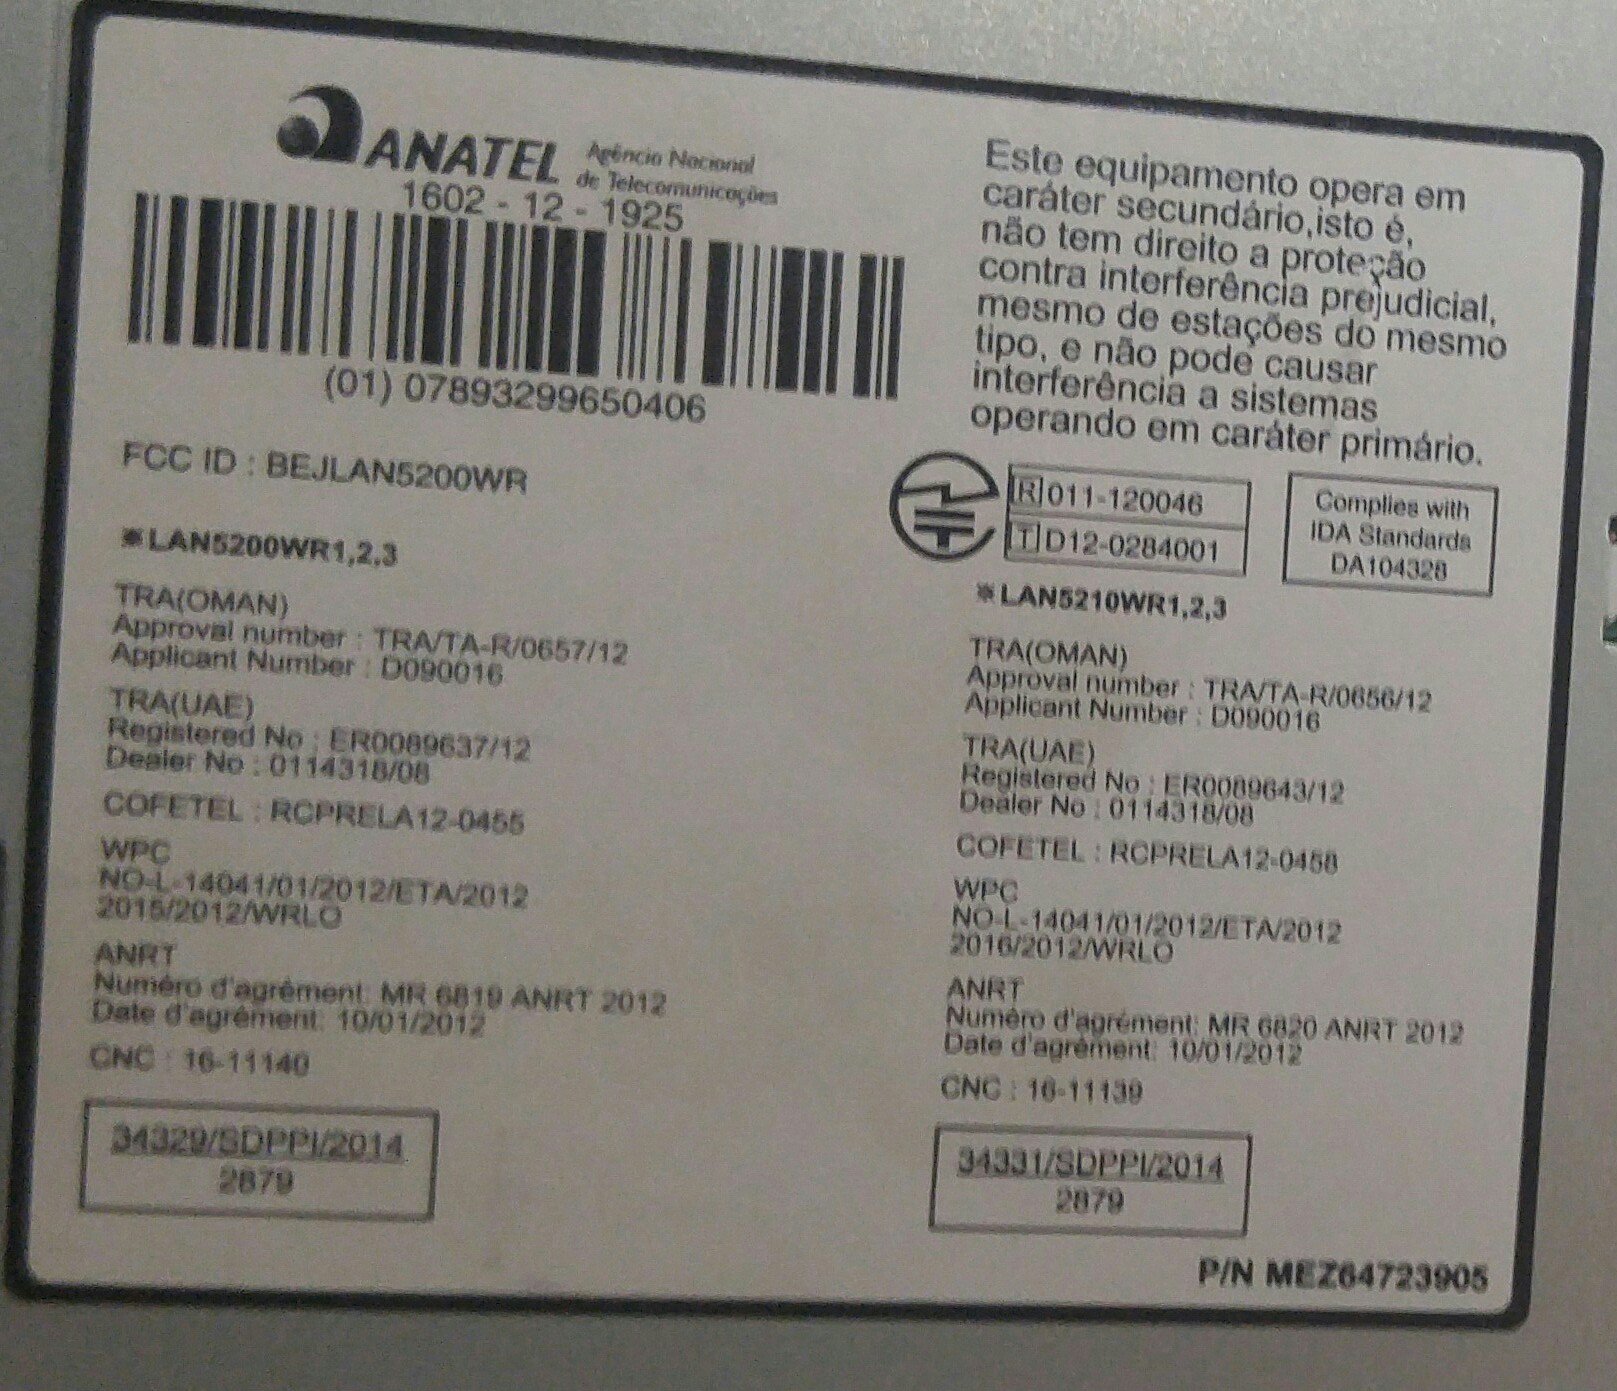 ANATEL Agência Nacional
de Telecomunicações
1602 - 12 - 1925
(01) 07893299650406
FCC ID : BEJLAN5200WR
Este equipamento opera em
caráter secundário,isto é,
não tem direito a proteção
contra interferência prejudicial,
mesmo de estações do mesmo
tipo, e não pode causar
interferência a sistemas
operando em caráter primário.
R 011-120046
T D12-0284001
Complies with
IDA Standards
DA104328
※LAN5200WR1,2,3
TRA(OMAN)
Approval number : TRA/TA-R/0657/12
Applicant Number : D090016
TRA(UAE)
Registered No : ER0089637/12
Dealer No : 0114318/08
COFETEL : RCPRELA12-0455
WPC
NO-L-14041/01/2012/ETA/2012
2015/2012/WRLO
ANRT
Numéro d'agrément: MR 6819 ANRT 2012
Date d'agrément: 10/01/2012
CNC : 16-11140
34329/SDPPI/2014
2879
※LAN5210WR1,2,3
TRA(OMAN)
Approval number : TRA/TA-R/0656/12
Applicant Number : D090016
TRA(UAE)
Registered No : ER0089643/12
Dealer No : 0114318/08
COFETEL : RCPRELA12-0458
WPC
NO-L-14041/01/2012/ETA/2012
2016/2012/WRLO
ANRT
Numéro d'agrément: MR 6820 ANRT 2012
Date d'agrément: 10/01/2012
CNC : 16-11139
34331/SDPPI/2014
2879
P/N MEZ64723905